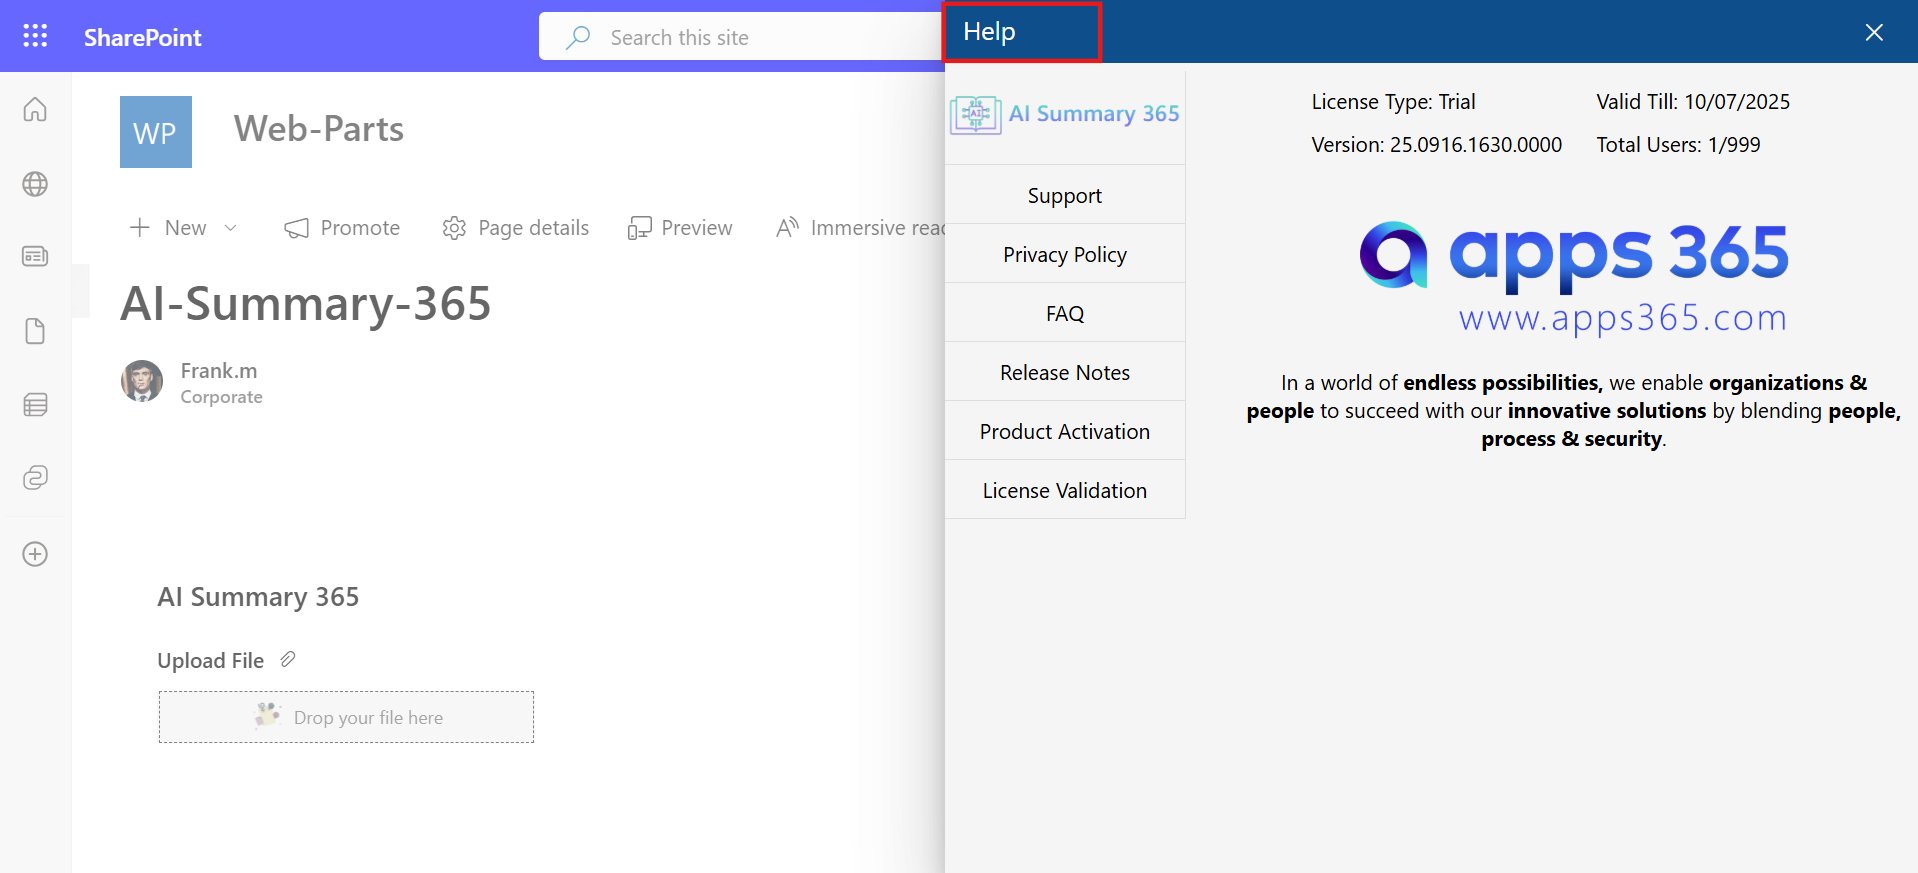 SharePoint
Search this site
Help
WP
Web-Parts
New
Promote
Page details
Preview
Immersive reac
AI-Summary-365
Frank.m
Corporate
AI Summary 365
Upload File
Drop your file here
AI
AI Summary 365
Support
Privacy Policy
FAQ
Release Notes
Product Activation
License Validation
License Type: Trial
Valid Till: 10/07/2025
Version: 25.0916.1630.0000
Total Users: 1/999
apps 365
www.apps365.com
In a world of endless possibilities, we enable organizations &
people to succeed with our innovative solutions by blending people,
process & security.